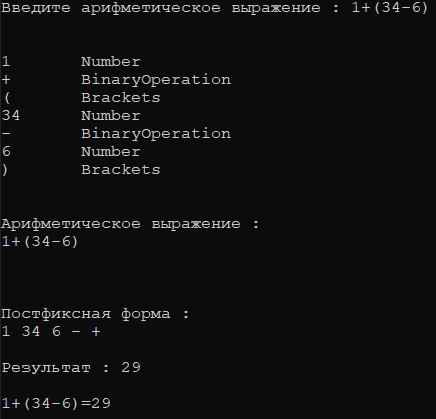 Введите арифметическое выражение : 1+(34-6)
1 Number
+ BinaryOperation
( Brackets
34 Number
- BinaryOperation
6 Number
) Brackets
Арифметическое выражение :
1+(34-6)
Постфиксная форма :
1 34 6 - +
Результат : 29
1+(34-6)=29